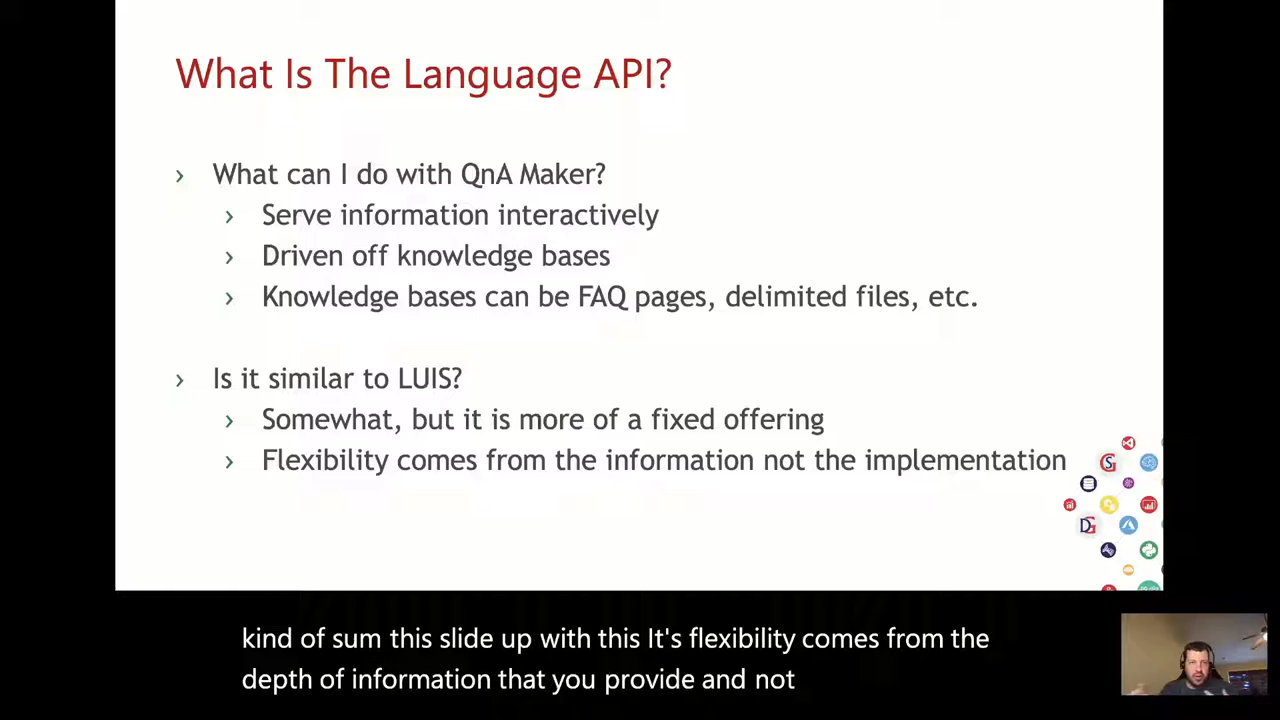 What Is The Language API?
› What can I do with QnA Maker?
› Serve information interactively
› Driven off knowledge bases
› Knowledge bases can be FAQ pages, delimited files, etc.
› Is it similar to LUIS?
› Somewhat, but it is more of a fixed offering
› Flexibility comes from the information not the implementation
SG
DG
kind of sum this slide up with this It's flexibility comes from the
depth of information that you provide and not